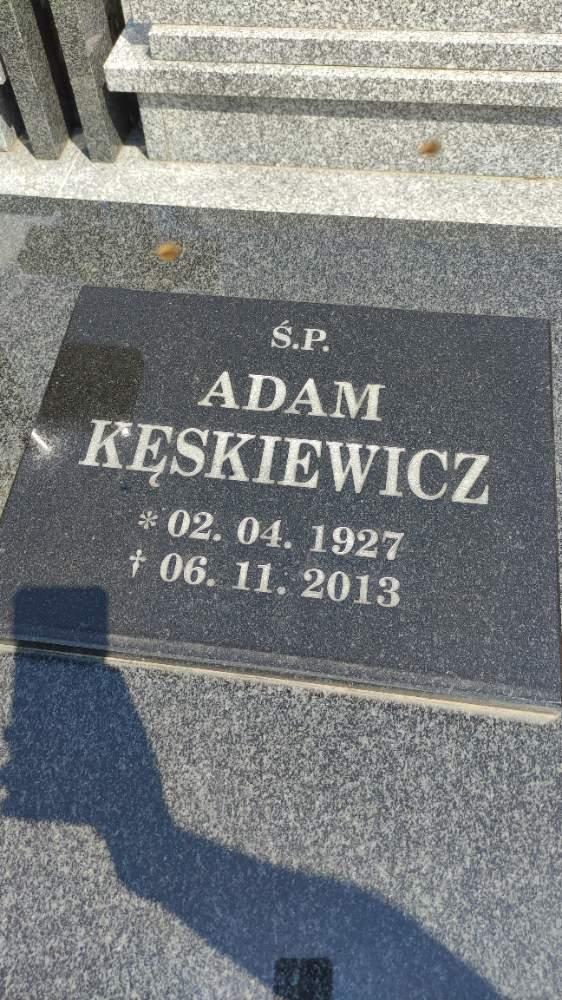 Ś.P.
ADAM
KĘSKIEWICZ
* 02. 04. 1927
† 06. 11. 2013